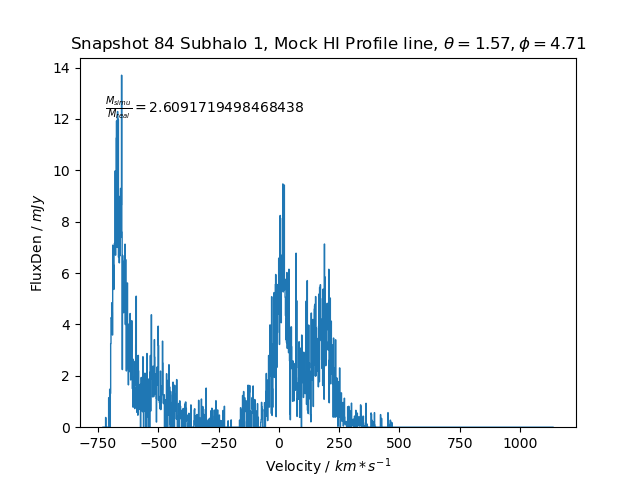 Snapshot 84 Subhalo 1, Mock HI Profile line, θ = 1.57, ϕ = 4.71
M_simu/M_real = 2.6091719498468438
FluxDen / mJy
14
12
10
8
6
4
2
0
−750 −500 −250 0 250 500 750 1000
Velocity / km * s⁻¹